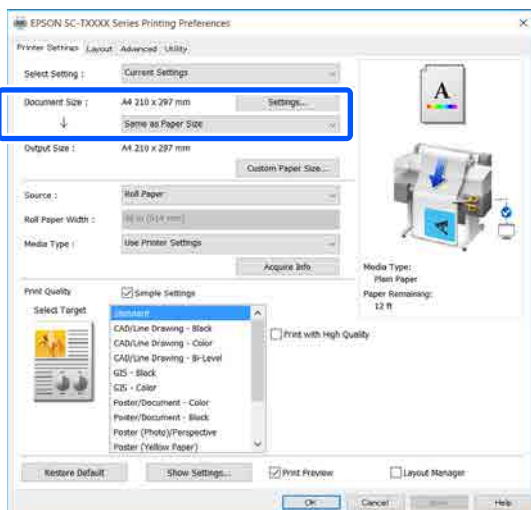 EPSON SC-TXXXX Series Printing Preferences
Printer Settings Layout Advanced Utility
Select Setting : Current Settings
Document Size : A4 210 x 297 mm Settings...
↓ Same as Paper Size
Output Size : A4 210 x 297 mm
Custom Paper Size...
Source : Roll Paper
Roll Paper Width :
Media Type : Use Printer Settings
Acquire Info
A
Media Type:
Plain Paper
Paper Remaining:
12 ft
Print Quality Simple Settings
Select Target
Standard
CAD/Line Drawing - Black
CAD/Line Drawing - Color
CAD/Line Drawing - Bi-Level
GIS - Black
GIS - Color
Poster/Document - Color
Poster/Document - Black
Poster (Photo)/Perspective
Poster (Yellow Paper)
Print with High Quality
Restore Default Show Settings... Print Preview Layout Manager
OK Cancel Help